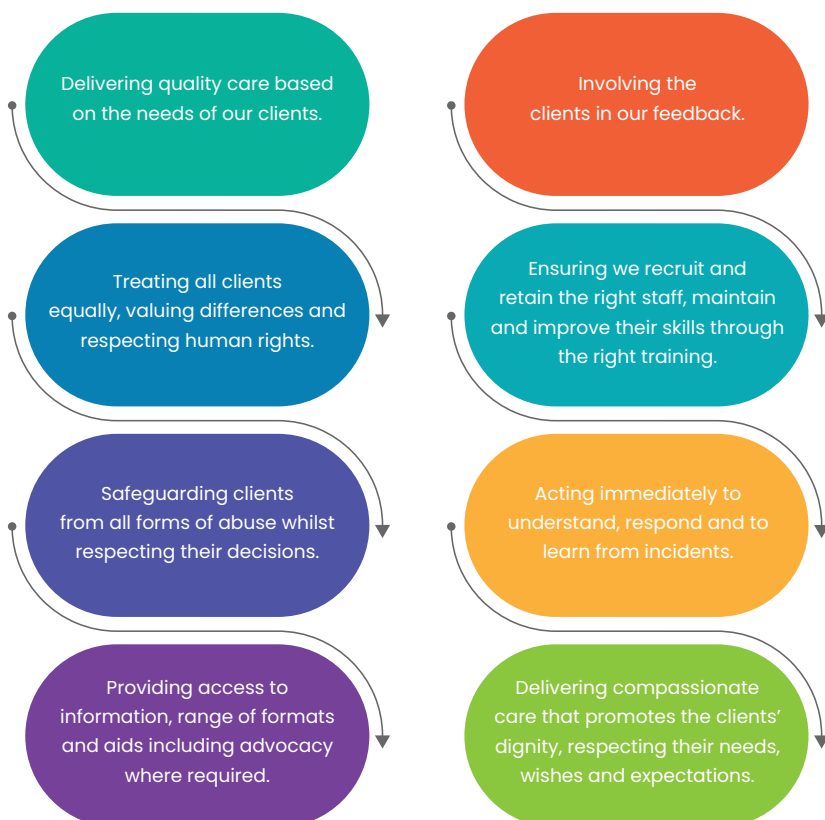 Delivering quality care based
on the needs of our clients.
Treating all clients
equally, valuing differences and
respecting human rights.
Safeguarding clients
from all forms of abuse whilst
respecting their decisions.
Providing access to
information, range of formats
and aids including advocacy
where required.
Involving the
clients in our feedback.
Ensuring we recruit and
retain the right staff, maintain
and improve their skills through
the right training.
Acting immediately to
understand, respond and to
learn from incidents.
Delivering compassionate
care that promotes the clients’
dignity, respecting their needs,
wishes and expectations.